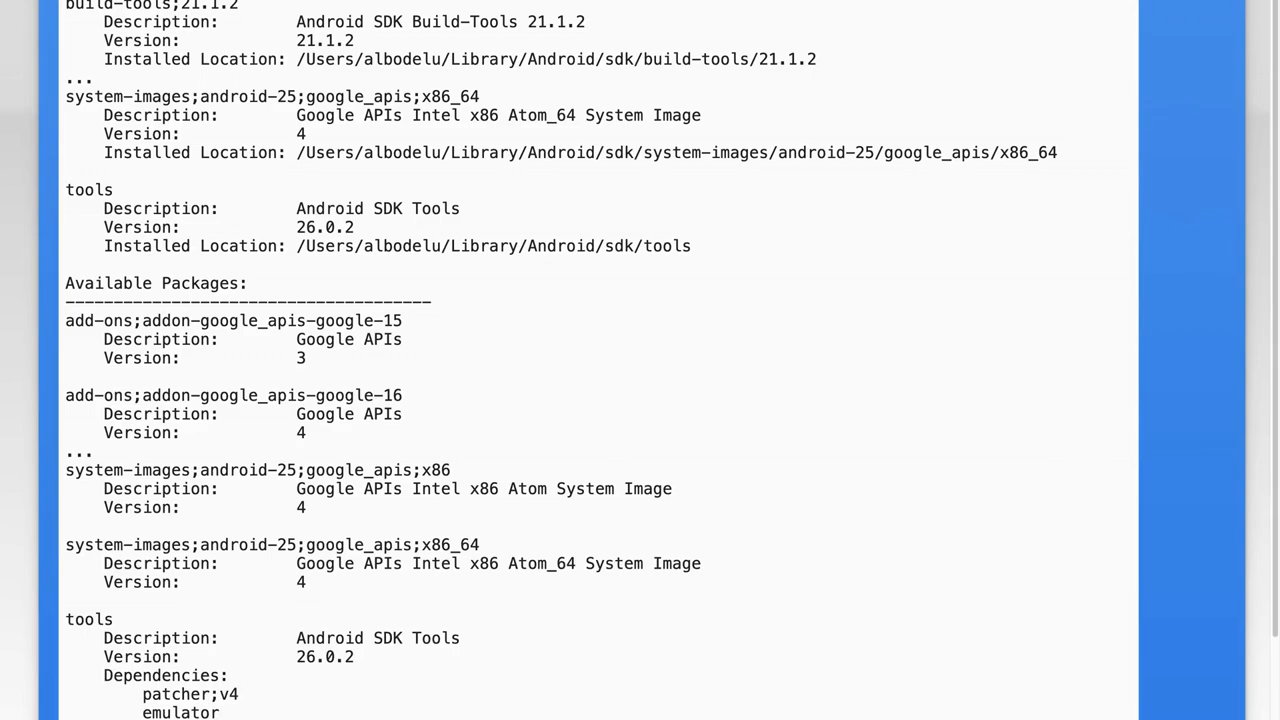 build-tools;21.1.2
    Description:        Android SDK Build-Tools 21.1.2
    Version:            21.1.2
    Installed Location: /Users/albodelu/Library/Android/sdk/build-tools/21.1.2
...
system-images;android-25;google_apis;x86_64
    Description:        Google APIs Intel x86 Atom_64 System Image
    Version:            4
    Installed Location: /Users/albodelu/Library/Android/sdk/system-images/android-25/google_apis/x86_64

tools
    Description:        Android SDK Tools
    Version:            26.0.2
    Installed Location: /Users/albodelu/Library/Android/sdk/tools

Available Packages:
--------------------------------------
add-ons;addon-google_apis-google-15
    Description:        Google APIs
    Version:            3

add-ons;addon-google_apis-google-16
    Description:        Google APIs
    Version:            4
...
system-images;android-25;google_apis;x86
    Description:        Google APIs Intel x86 Atom System Image
    Version:            4

system-images;android-25;google_apis;x86_64
    Description:        Google APIs Intel x86 Atom_64 System Image
    Version:            4

tools
    Description:        Android SDK Tools
    Version:            26.0.2
    Dependencies:
        patcher;v4
        emulator